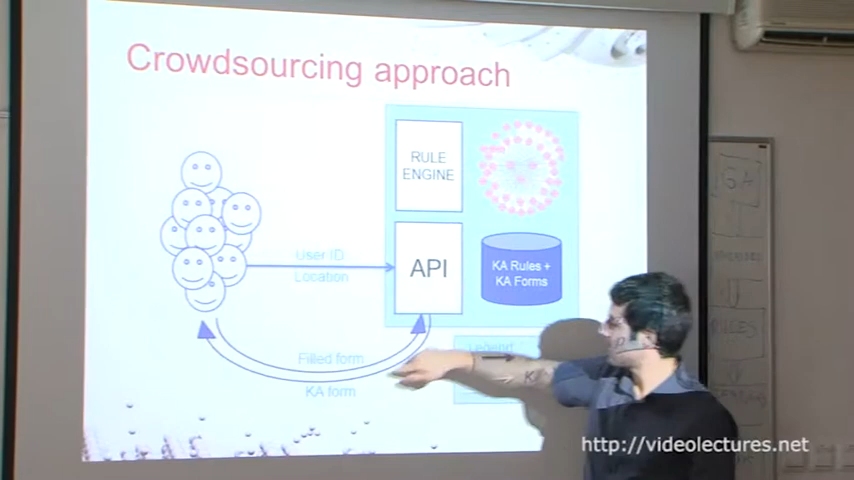 Crowdsourcing approach
RULE
ENGINE
User ID
Location
API
KA Rules +
KA Forms
Legend
Filled form
KA form
RULES
http://videolectures.net